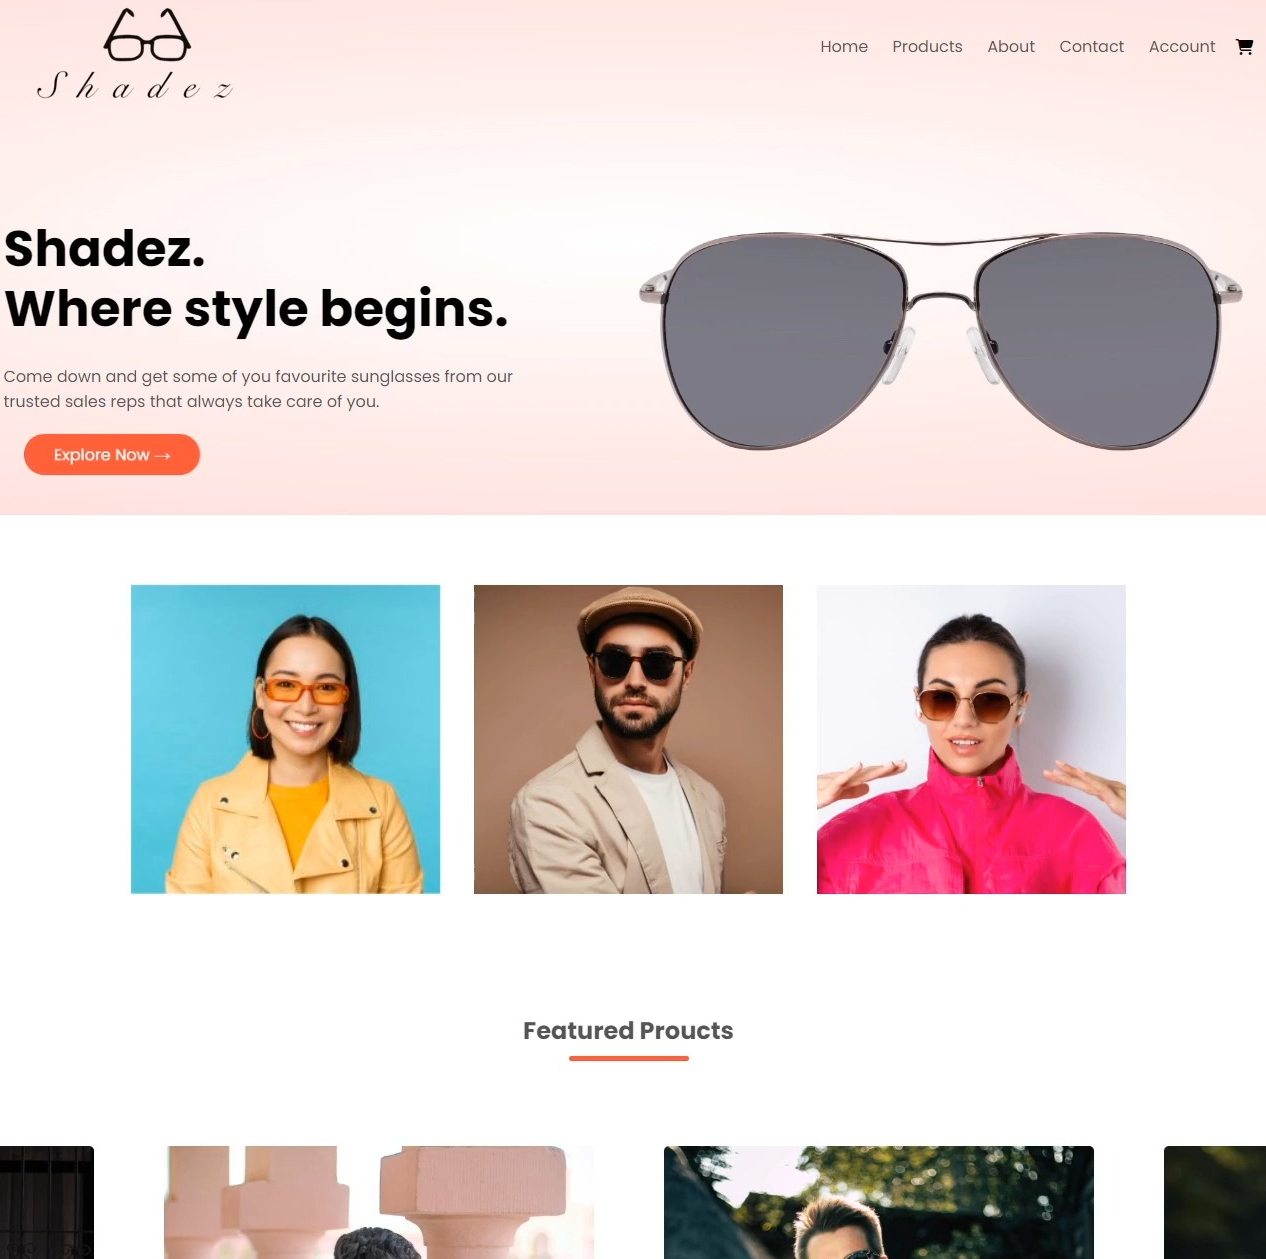 Shadez
Home Products About Contact Account
Shadez.
Where style begins.
Come down and get some of you favourite sunglasses from our
trusted sales reps that always take care of you.
Explore Now →
Featured Proucts